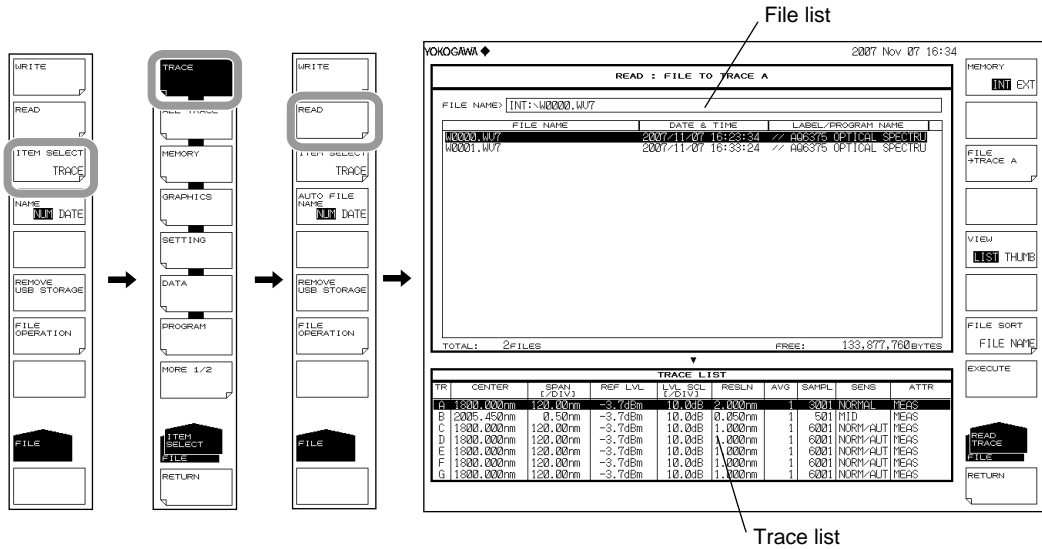 File list
WRITE
READ
ITEM SELECT
TRACE
NAME
NUM DATE
REMOVE
USB STORAGE
FILE
OPERATION
FILE
TRACE
ALL TRACE
MEMORY
GRAPHICS
SETTING
DATA
PROGRAM
MORE 1/2
ITEM
SELECT
FILE
RETURN
WRITE
READ
ITEM SELECT
TRACE
AUTO FILE
NAME
NUM DATE
REMOVE
USB STORAGE
FILE
OPERATION
FILE
YOKOGAWA ◆ 2007 Nov 07 16:34
READ : FILE TO TRACE A
FILE NAME> INT:\W0000.WV7
FILE NAME DATE & TIME LABEL/PROGRAM NAME
W0000.WV7 2007/11/07 16:23:34 // AQ6375 OPTICAL SPECTRU
W0001.WV7 2007/11/07 16:33:24 // AQ6375 OPTICAL SPECTRU
TOTAL: 2FILES FREE: 133,877,760BYTES
TRACE LIST
TR CENTER SPAN [/DIV] REF LVL LVL SCL [/DIV] RESLN AVG SAMPL SENS ATTR
A 1800.000nm 120.00nm -3.7dBm 10.0dB 2.000nm 1 3001 NORMAL MEAS
B 2005.450nm 0.50nm -3.7dBm 10.0dB 0.050nm 1 501 MID MEAS
C 1800.000nm 120.00nm -3.7dBm 10.0dB 1.000nm 1 6001 NORM/AUT MEAS
D 1800.000nm 120.00nm -3.7dBm 10.0dB 1.000nm 1 6001 NORM/AUT MEAS
E 1800.000nm 120.00nm -3.7dBm 10.0dB 1.000nm 1 6001 NORM/AUT MEAS
F 1800.000nm 120.00nm -3.7dBm 10.0dB 1.000nm 1 6001 NORM/AUT MEAS
G 1800.000nm 120.00nm -3.7dBm 10.0dB 1.000nm 1 6001 NORM/AUT MEAS
MEMORY
INT EXT
FILE
→TRACE A
VIEW
LIST THUMB
FILE SORT
FILE NAME
EXECUTE
READ
TRACE
FILE
RETURN
Trace list